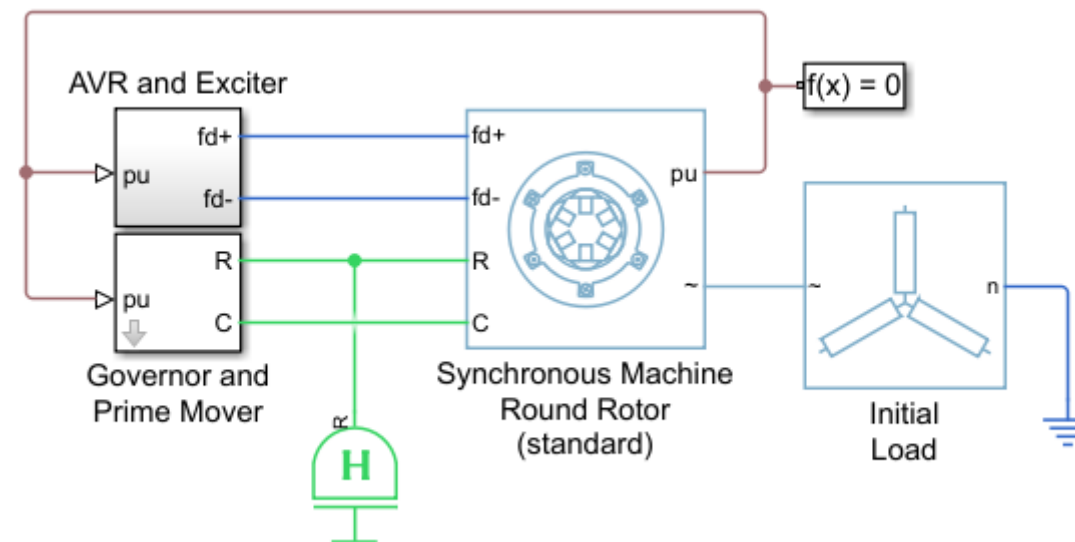 AVR and Exciter
f(x) = 0
fd+
fd+
pu
pu
fd-
fd-
R
R
~
~
n
pu
C
C
Governor and
Prime Mover
Synchronous Machine
Round Rotor
(standard)
Initial
Load
R
H